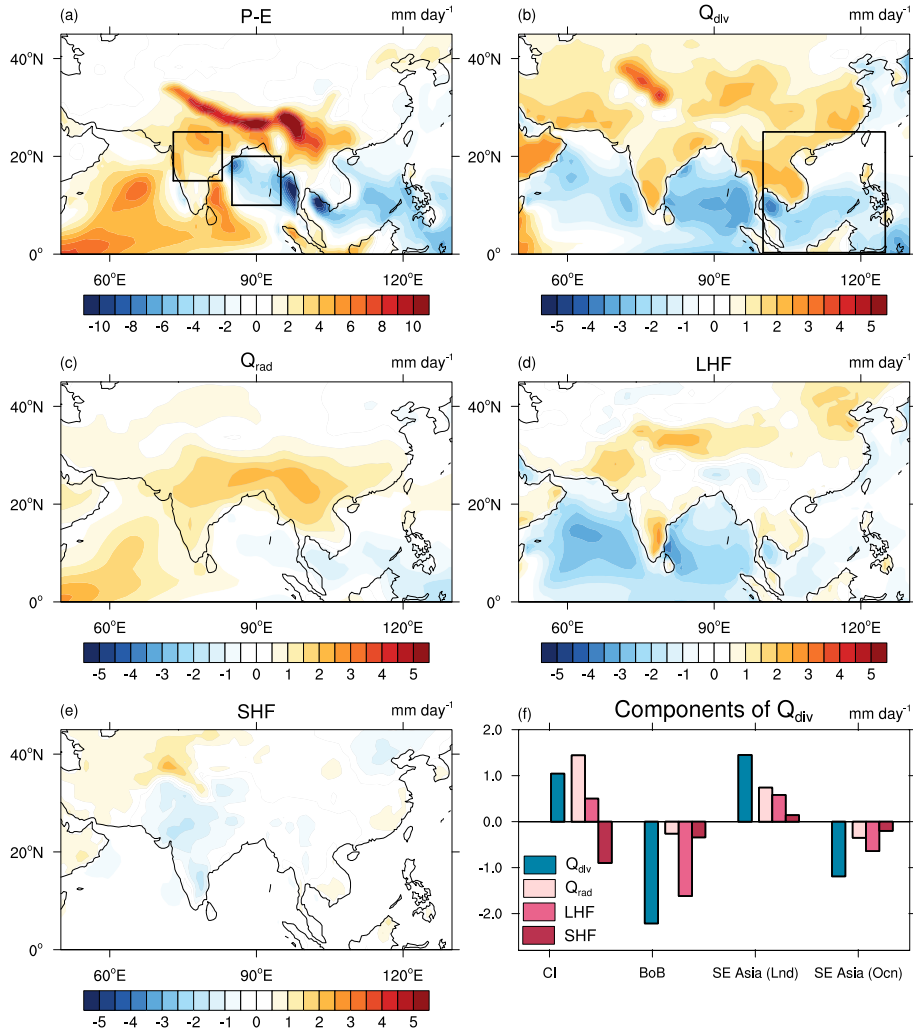 (a) P-E mm day⁻¹
40°N
20°N
0°
60°E 90°E 120°E
-10 -8 -6 -4 -2 0 2 4 6 8 10
(b) Qdiv mm day⁻¹
40°N
20°N
0°
60°E 90°E 120°E
-5 -4 -3 -2 -1 0 1 2 3 4 5
(c) Qrad mm day⁻¹
40°N
20°N
0°
60°E 90°E 120°E
-5 -4 -3 -2 -1 0 1 2 3 4 5
(d) LHF mm day⁻¹
40°N
20°N
0°
60°E 90°E 120°E
-5 -4 -3 -2 -1 0 1 2 3 4 5
(e) SHF mm day⁻¹
40°N
20°N
0°
60°E 90°E 120°E
-5 -4 -3 -2 -1 0 1 2 3 4 5
(f) Components of Qdiv mm day⁻¹
2.0
1.0
0.0
-1.0
-2.0
Qdiv
Qrad
LHF
SHF
CI BoB SE Asia (Lnd) SE Asia (Ocn)